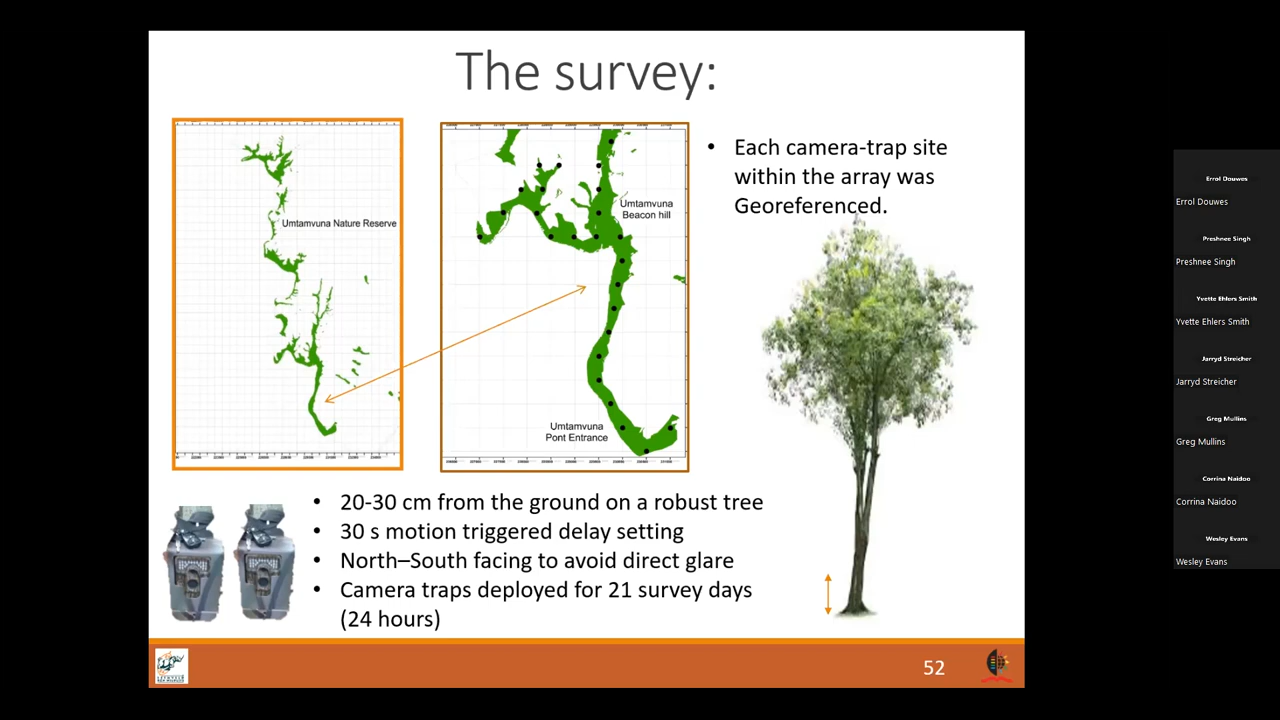 The survey:
Umtamvuna Nature Reserve
Umtamvuna
Beacon hill
Umtamvuna
Pont Entrance
• Each camera-trap site
within the array was
Georeferenced.
• 20-30 cm from the ground on a robust tree
• 30 s motion triggered delay setting
• North–South facing to avoid direct glare
• Camera traps deployed for 21 survey days
(24 hours)
52
Errol Douwes
Errol Douwes
Preshnee Singh
Preshnee Singh
Yvette Ehlers Smith
Yvette Ehlers Smith
Jarryd Streicher
Jarryd Streicher
Greg Mullins
Greg Mullins
Corrina Naidoo
Corrina Naidoo
Wesley Evans
Wesley Evans